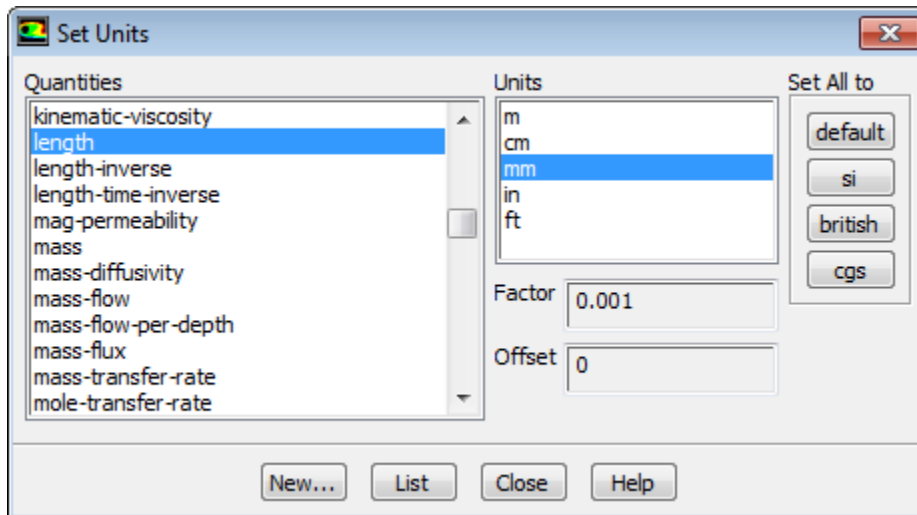 Set Units
Quantities
kinematic-viscosity
length
length-inverse
length-time-inverse
mag-permeability
mass
mass-diffusivity
mass-flow
mass-flow-per-depth
mass-flux
mass-transfer-rate
mole-transfer-rate
Units
m
cm
mm
in
ft
Factor 0.001
Offset 0
Set All to
default
si
british
cgs
New... List Close Help